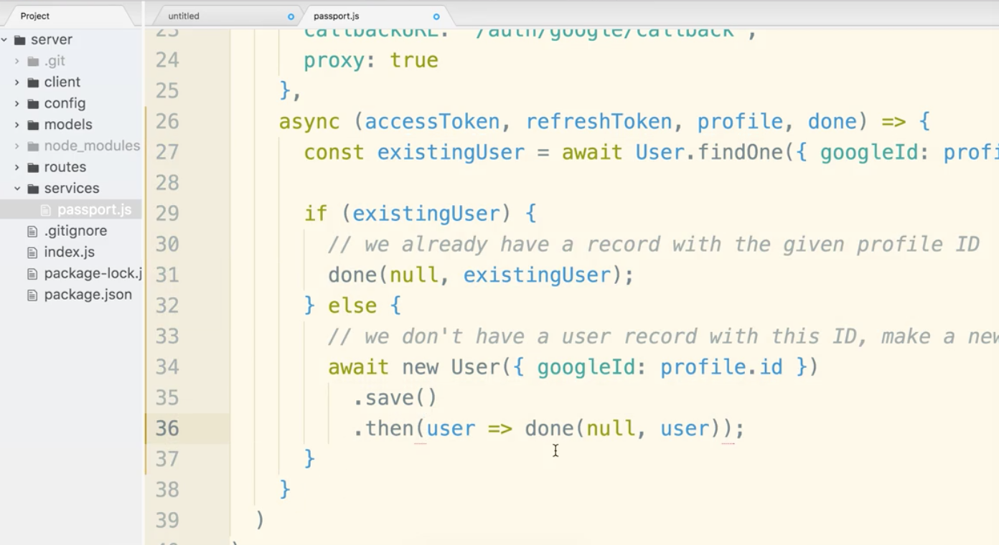 Project
untitled
passport.js
server
.git
client
config
models
node_modules
routes
services
passport.js
.gitignore
index.js
package-lock.j
package.json
23 callbackURL: '/auth/google/callback',
24 proxy: true
25 },
26 async (accessToken, refreshToken, profile, done) => {
27 const existingUser = await User.findOne({ googleId: profi
28
29 if (existingUser) {
30 // we already have a record with the given profile ID
31 done(null, existingUser);
32 } else {
33 // we don't have a user record with this ID, make a new
34 await new User({ googleId: profile.id })
35 .save()
36 .then(user => done(null, user));
37 }
38 }
39 )